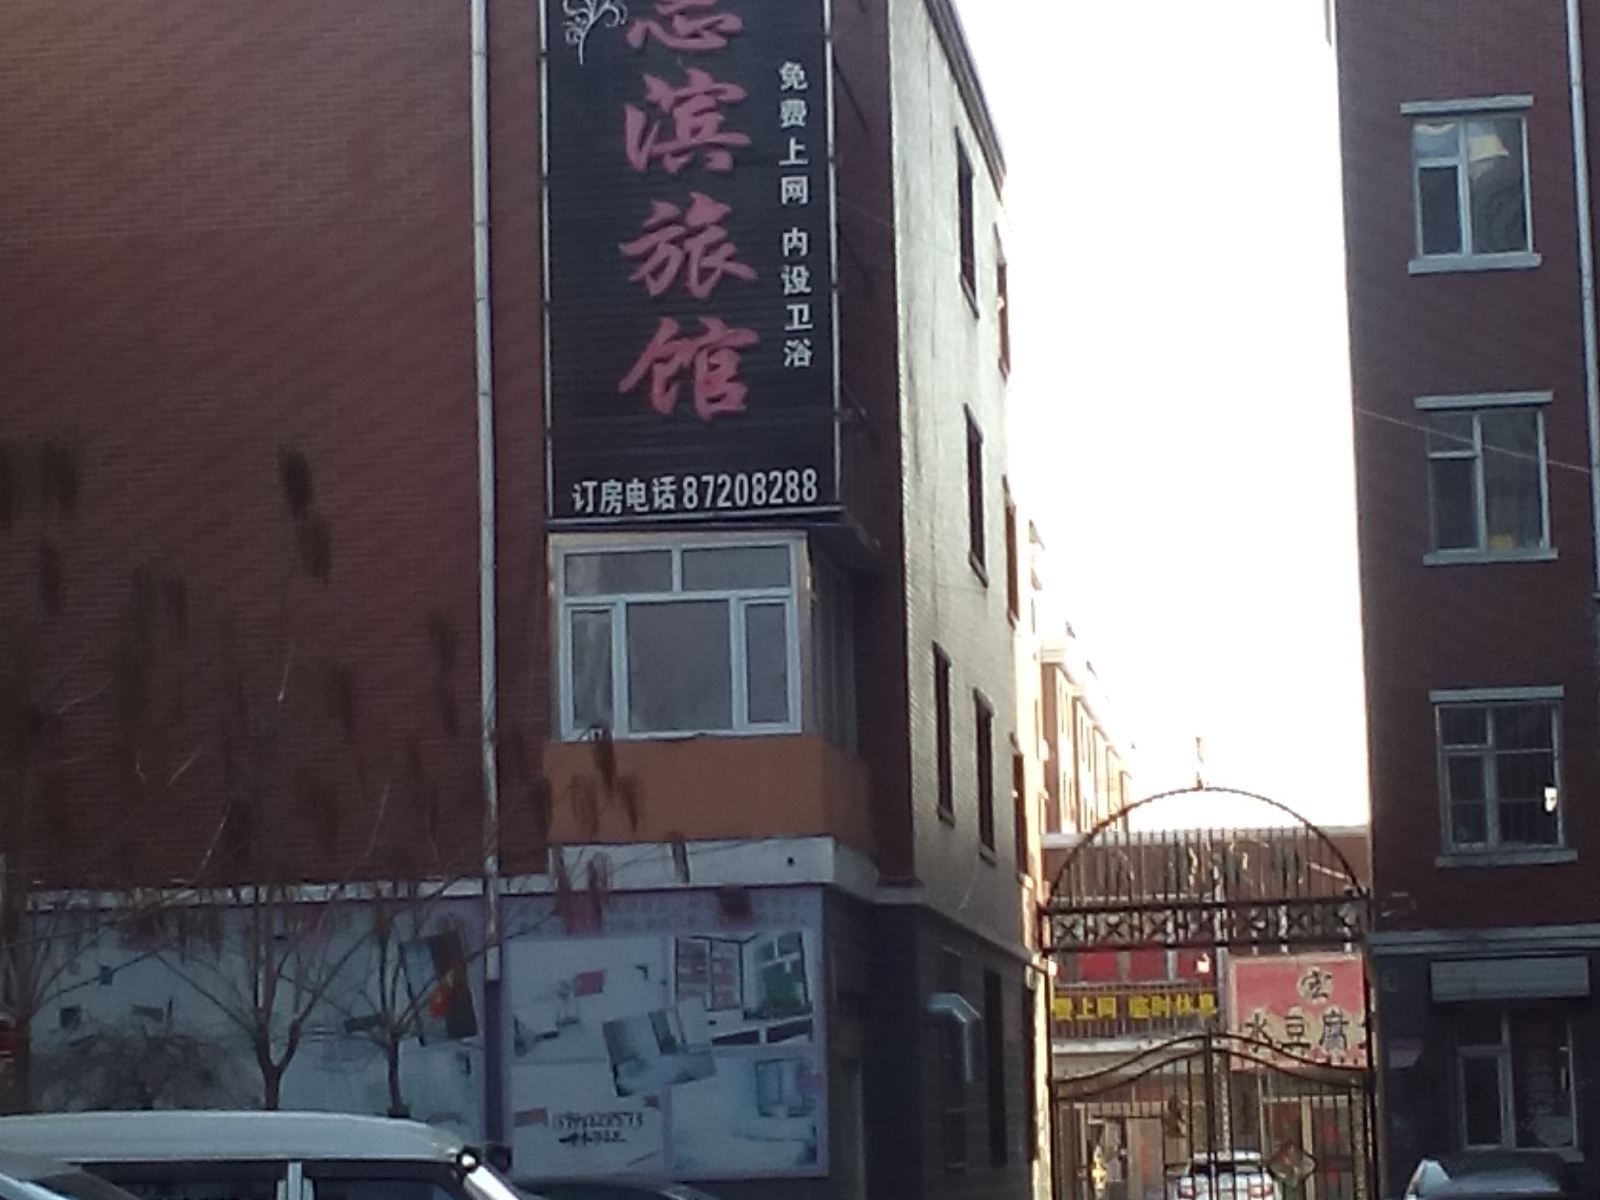 滨旅馆
免费上网 内设卫浴
订房电话87208288
费上网 临时休息
宏
水豆腐